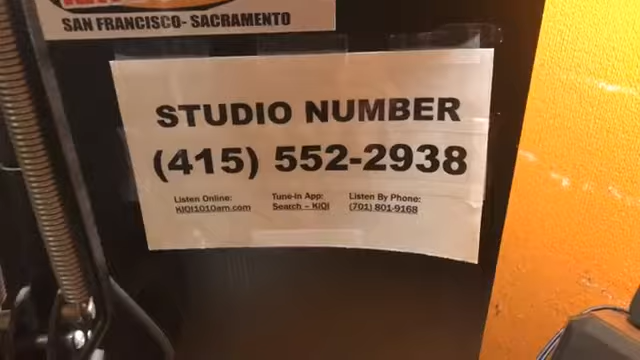 SAN FRANCISCO- SACRAMENTO
STUDIO NUMBER
(415) 552-2938
Listen Online: Tune-in App: Listen By Phone:
KIQI1010am.com Search – KIQI (701) 801-9168